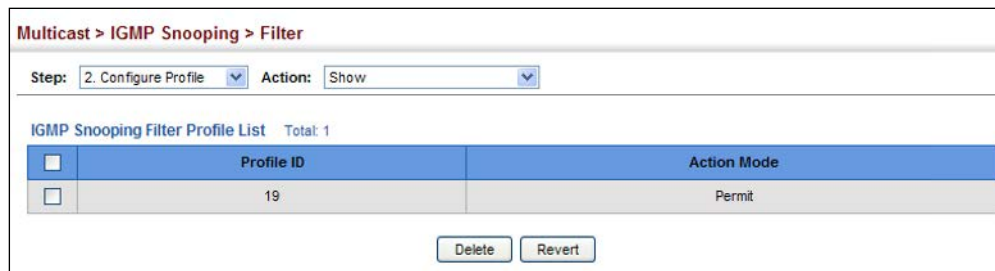 Multicast > IGMP Snooping > Filter
Step: 2. Configure Profile Action: Show
IGMP Snooping Filter Profile List Total: 1
Profile ID Action Mode
19 Permit
Delete Revert